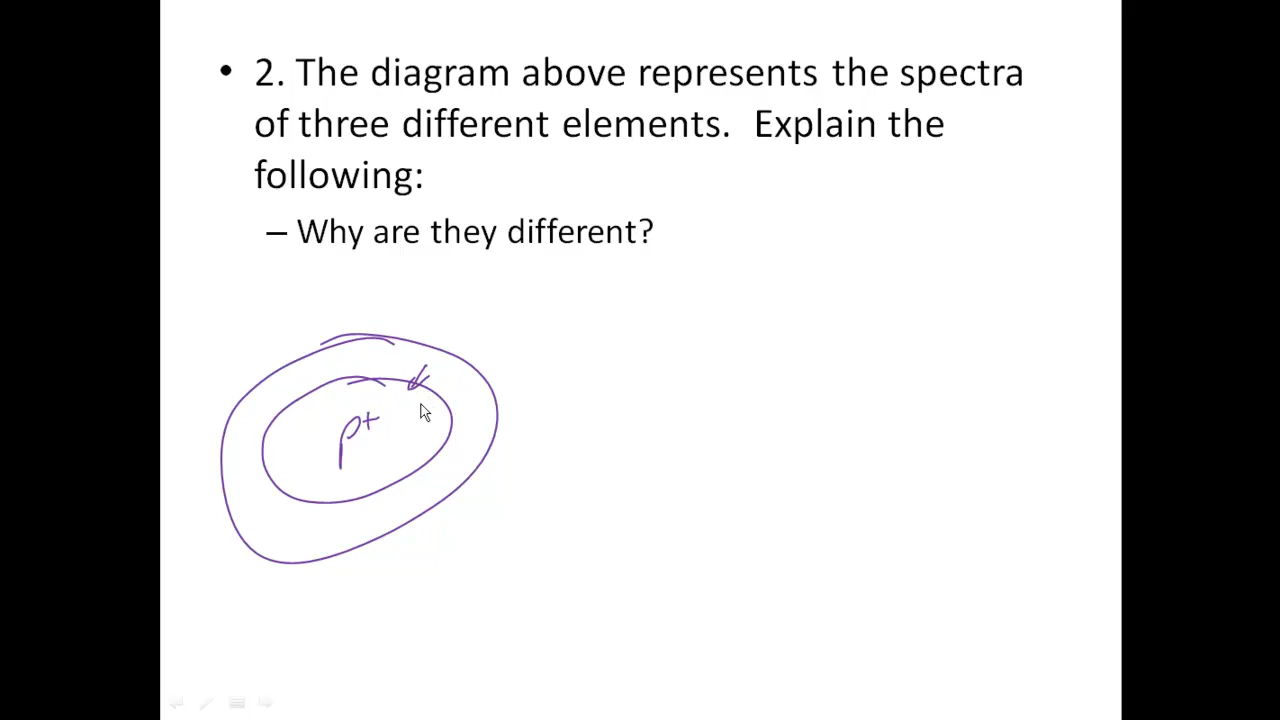 • 2. The diagram above represents the spectra
of three different elements.  Explain the
following:
– Why are they different?
p+